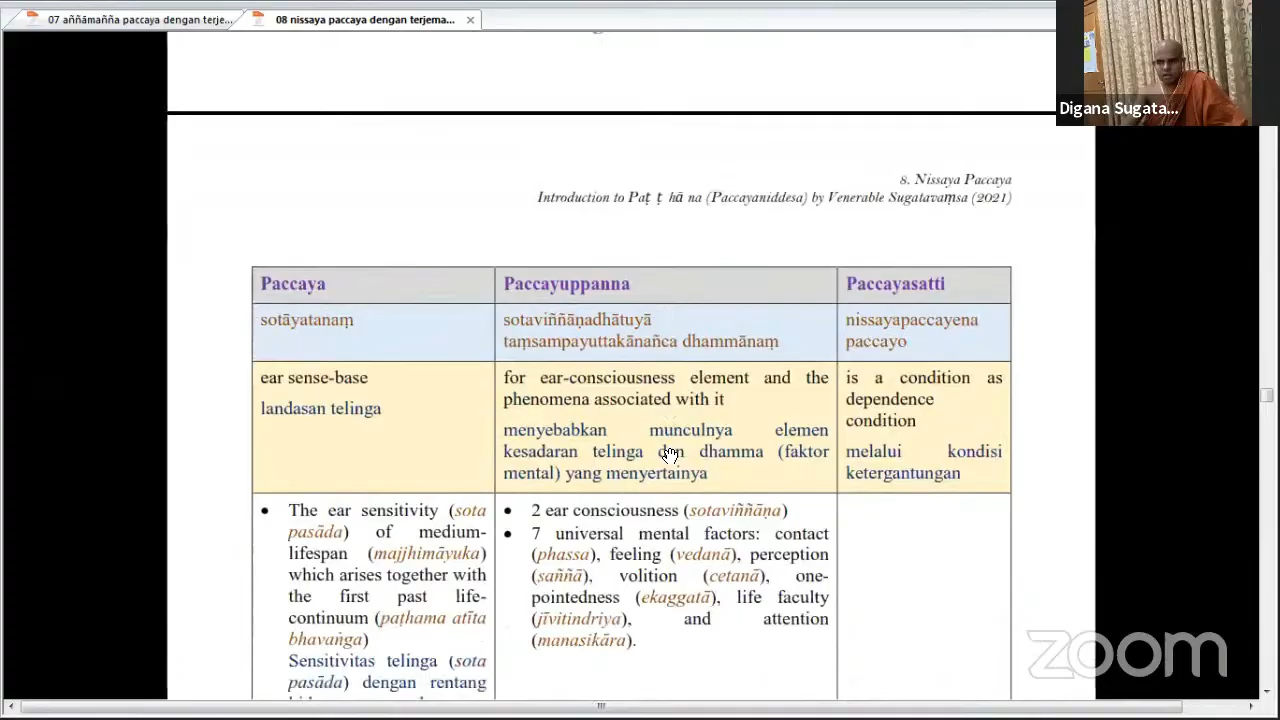 07 aññāmañña paccaya dengan terje...
08 nissaya paccaya dengan terjema...
Digana Sugata...
8. Nissaya Paccaya
Introduction to Paṭ ṭ hā na (Paccayaniddesa) by Venerable Sugatavaṃsa (2021)
Paccaya
Paccayuppanna
Paccayasatti
sotāyatanaṃ
sotaviññāṇadhātuyā
taṃsampayuttakānañca dhammānaṃ
nissayapaccayena
paccayo
ear sense-base
landasan telinga
for ear-consciousness element and the
phenomena associated with it
menyebabkan munculnya elemen
kesadaran telinga dan dhamma (faktor
mental) yang menyertainya
is a condition as
dependence
condition
melalui kondisi
ketergantungan
• The ear sensitivity (sota
pasāda) of medium-
lifespan (majjhimāyuka)
which arises together with
the first past life-
continuum (paṭhama atīta
bhavaṅga)
Sensitivitas telinga (sota
pasāda) dengan rentang
• 2 ear consciousness (sotaviññāṇa)
• 7 universal mental factors: contact
(phassa), feeling (vedanā), perception
(saññā), volition (cetanā), one-
pointedness (ekaggatā), life faculty
(jīvitindriya), and attention
(manasikāra).
zoom